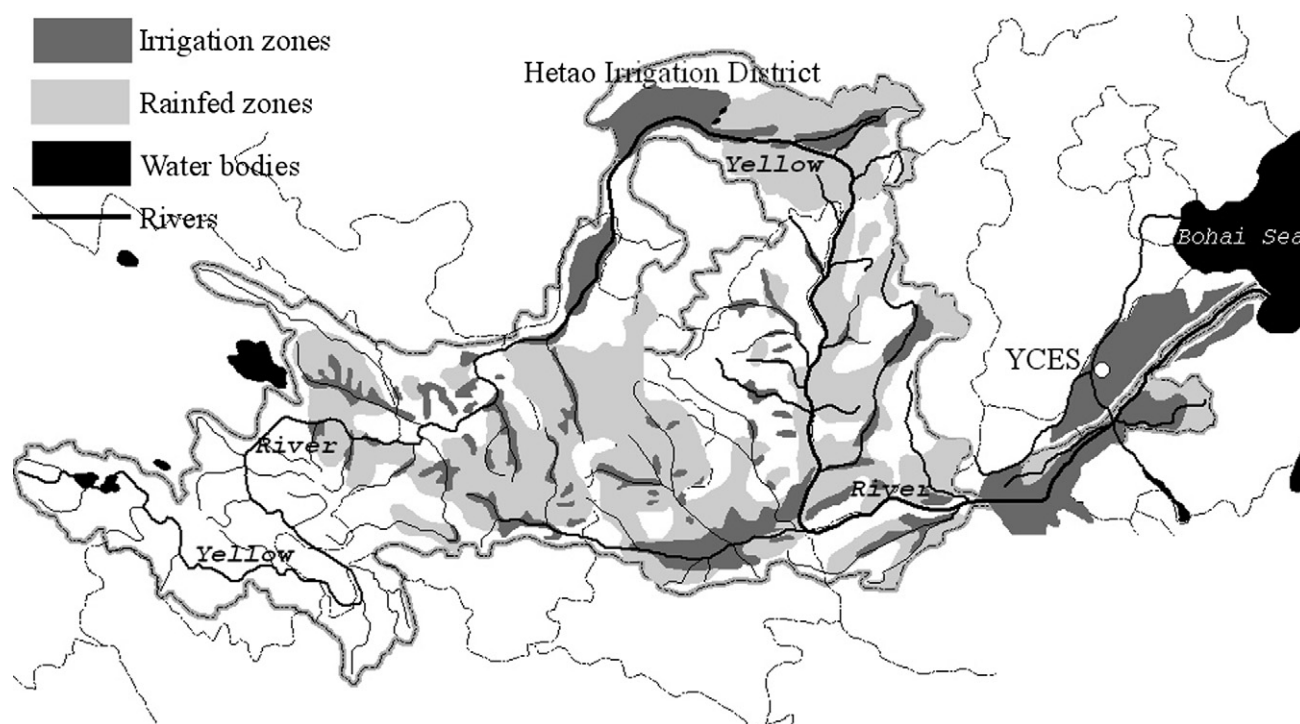 Irrigation zones
Rainfed zones
Water bodies
Rivers
Hetao Irrigation District
Yellow
Bohai Sea
YCES
River
River
Yellow